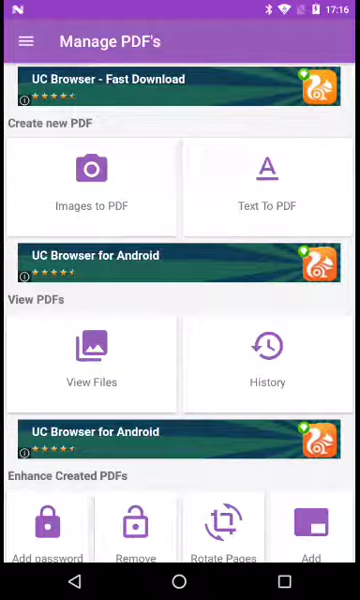 17:16
Manage PDF's
UC Browser - Fast Download
Create new PDF
Images to PDF
Text To PDF
UC Browser for Android
View PDFs
View Files
History
UC Browser for Android
Enhance Created PDFs
Add password
Remove
Rotate Pages
Add